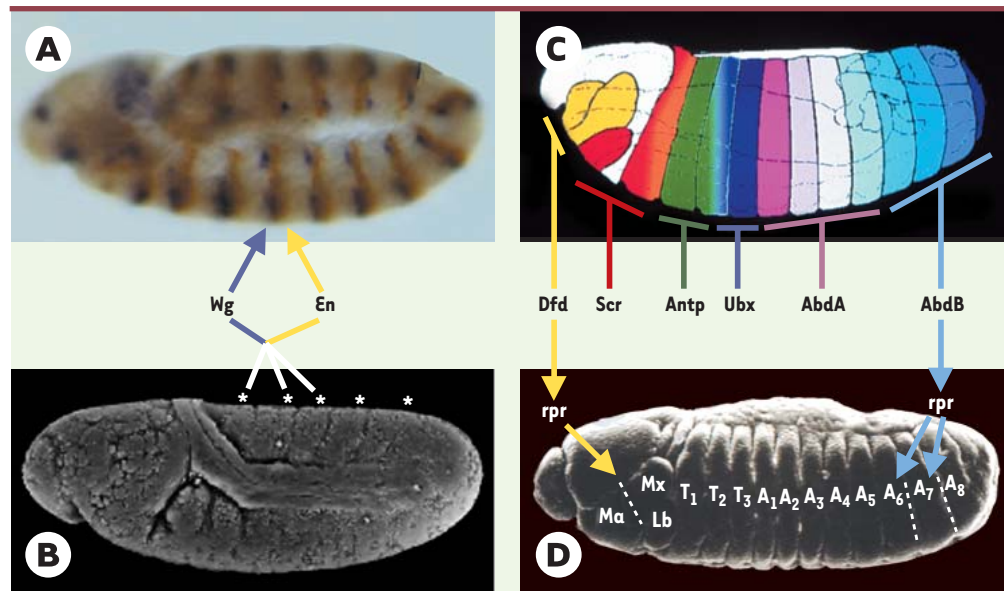 A
C
Wg
En
Dfd
Scr
Antp
Ubx
AbdA
AbdB
* * * * *
rpr
rpr
Mx
T1 T2 T3 A1 A2 A3 A4 A5 A6 A7 A8
Ma
Lb
B
D